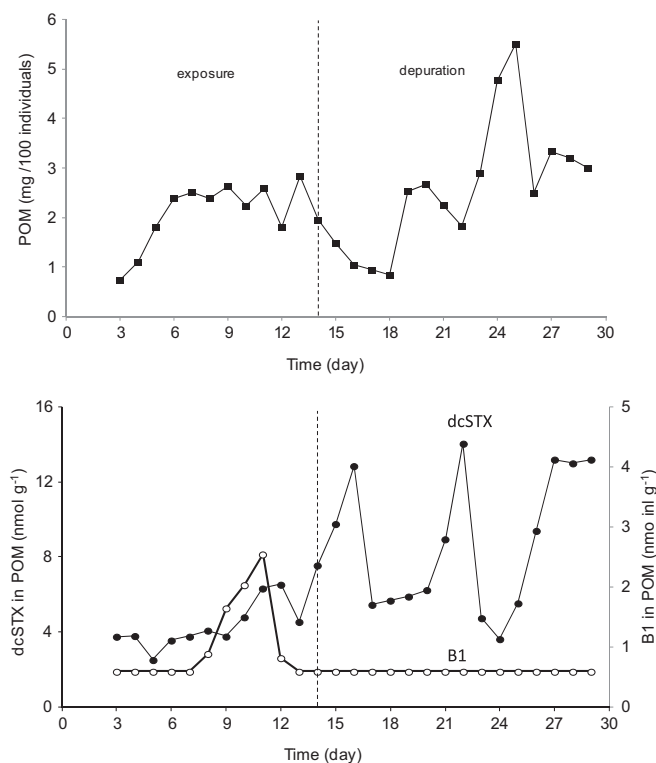 6
5
4
3
2
1
0
POM (mg /100 individuals)
exposure
depuration
0 3 6 9 12 15 18 21 24 27 30
Time (day)
16
12
8
4
0
dcSTX in POM (nmol g-1)
dcSTX
B1
5
4
3
2
1
0
B1 in POM (nmo inl g-1)
0 3 6 9 12 15 18 21 24 27 30
Time (day)